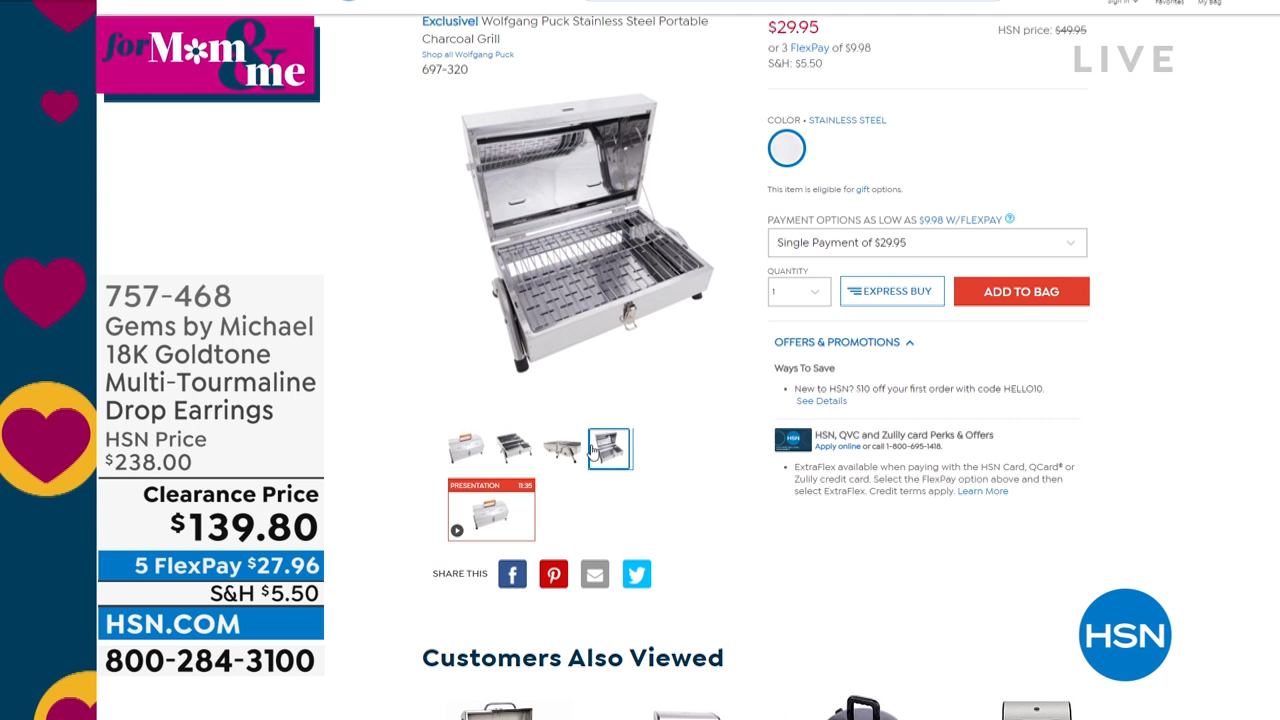 for Mom
& me
757-468
Gems by Michael
18K Goldtone
Multi-Tourmaline
Drop Earrings
HSN Price
$238.00
Clearance Price
$139.80
5 FlexPay $27.96
S&H $5.50
HSN.COM
800-284-3100
Sign in
Favorites
My Bag
Exclusive! Wolfgang Puck Stainless Steel Portable
Charcoal Grill
Shop all Wolfgang Puck
697-320
PRESENTATION 11:35
SHARE THIS
Customers Also Viewed
$29.95
HSN price: $49.95
or 3 FlexPay of $9.98
S&H: $5.50
LIVE
COLOR • STAINLESS STEEL
This item is eligible for gift options.
PAYMENT OPTIONS AS LOW AS $9.98 W/FLEXPAY ?
Single Payment of $29.95
QUANTITY
1
EXPRESS BUY
ADD TO BAG
OFFERS & PROMOTIONS
Ways To Save
• New to HSN? $10 off your first order with code HELLO10.
See Details
HSN
HSN, QVC and Zulily card Perks & Offers
Apply online or call 1-800-695-1418.
• ExtraFlex available when paying with the HSN Card, QCard® or
Zulily credit card. Select the FlexPay option above and then
select ExtraFlex. Credit terms apply. Learn More
HSN